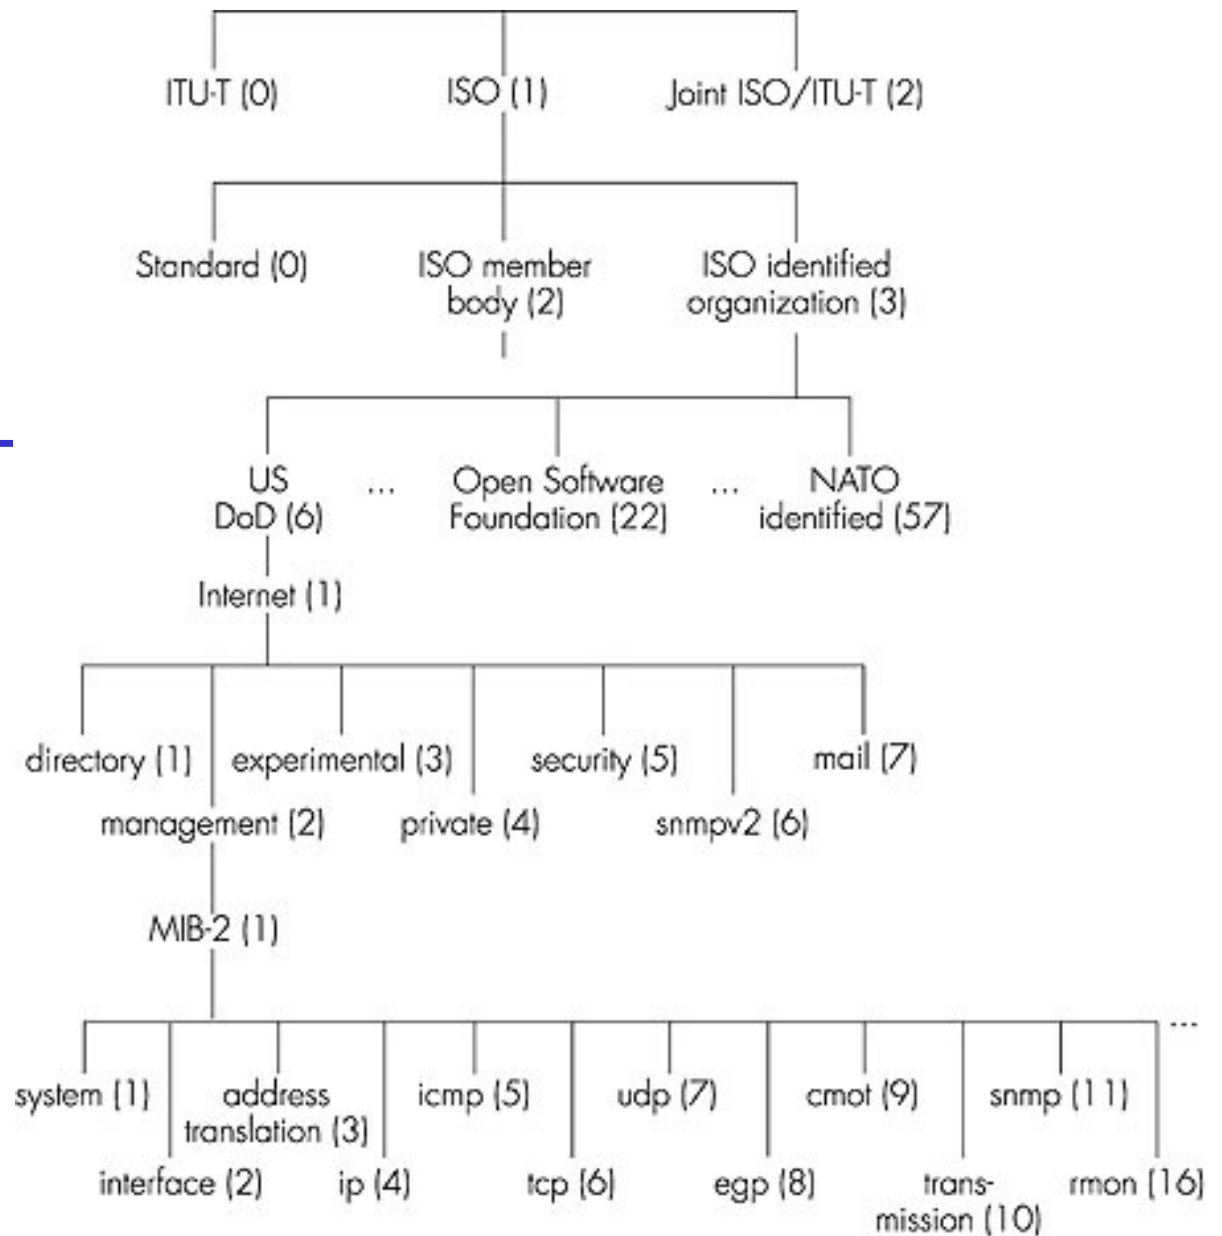 ITU-T (0)
ISO (1)
Joint ISO/ITU-T (2)
Standard (0)
ISO member
body (2)
ISO identified
organization (3)
US
DoD (6)
...
Open Software
Foundation (22)
...
NATO
identified (57)
Internet (1)
directory (1)
experimental (3)
security (5)
mail (7)
management (2)
private (4)
snmpv2 (6)
MIB-2 (1)
...
system (1)
address
translation (3)
icmp (5)
udp (7)
cmot (9)
snmp (11)
interface (2)
ip (4)
tcp (6)
egp (8)
trans-
mission (10)
rmon (16)